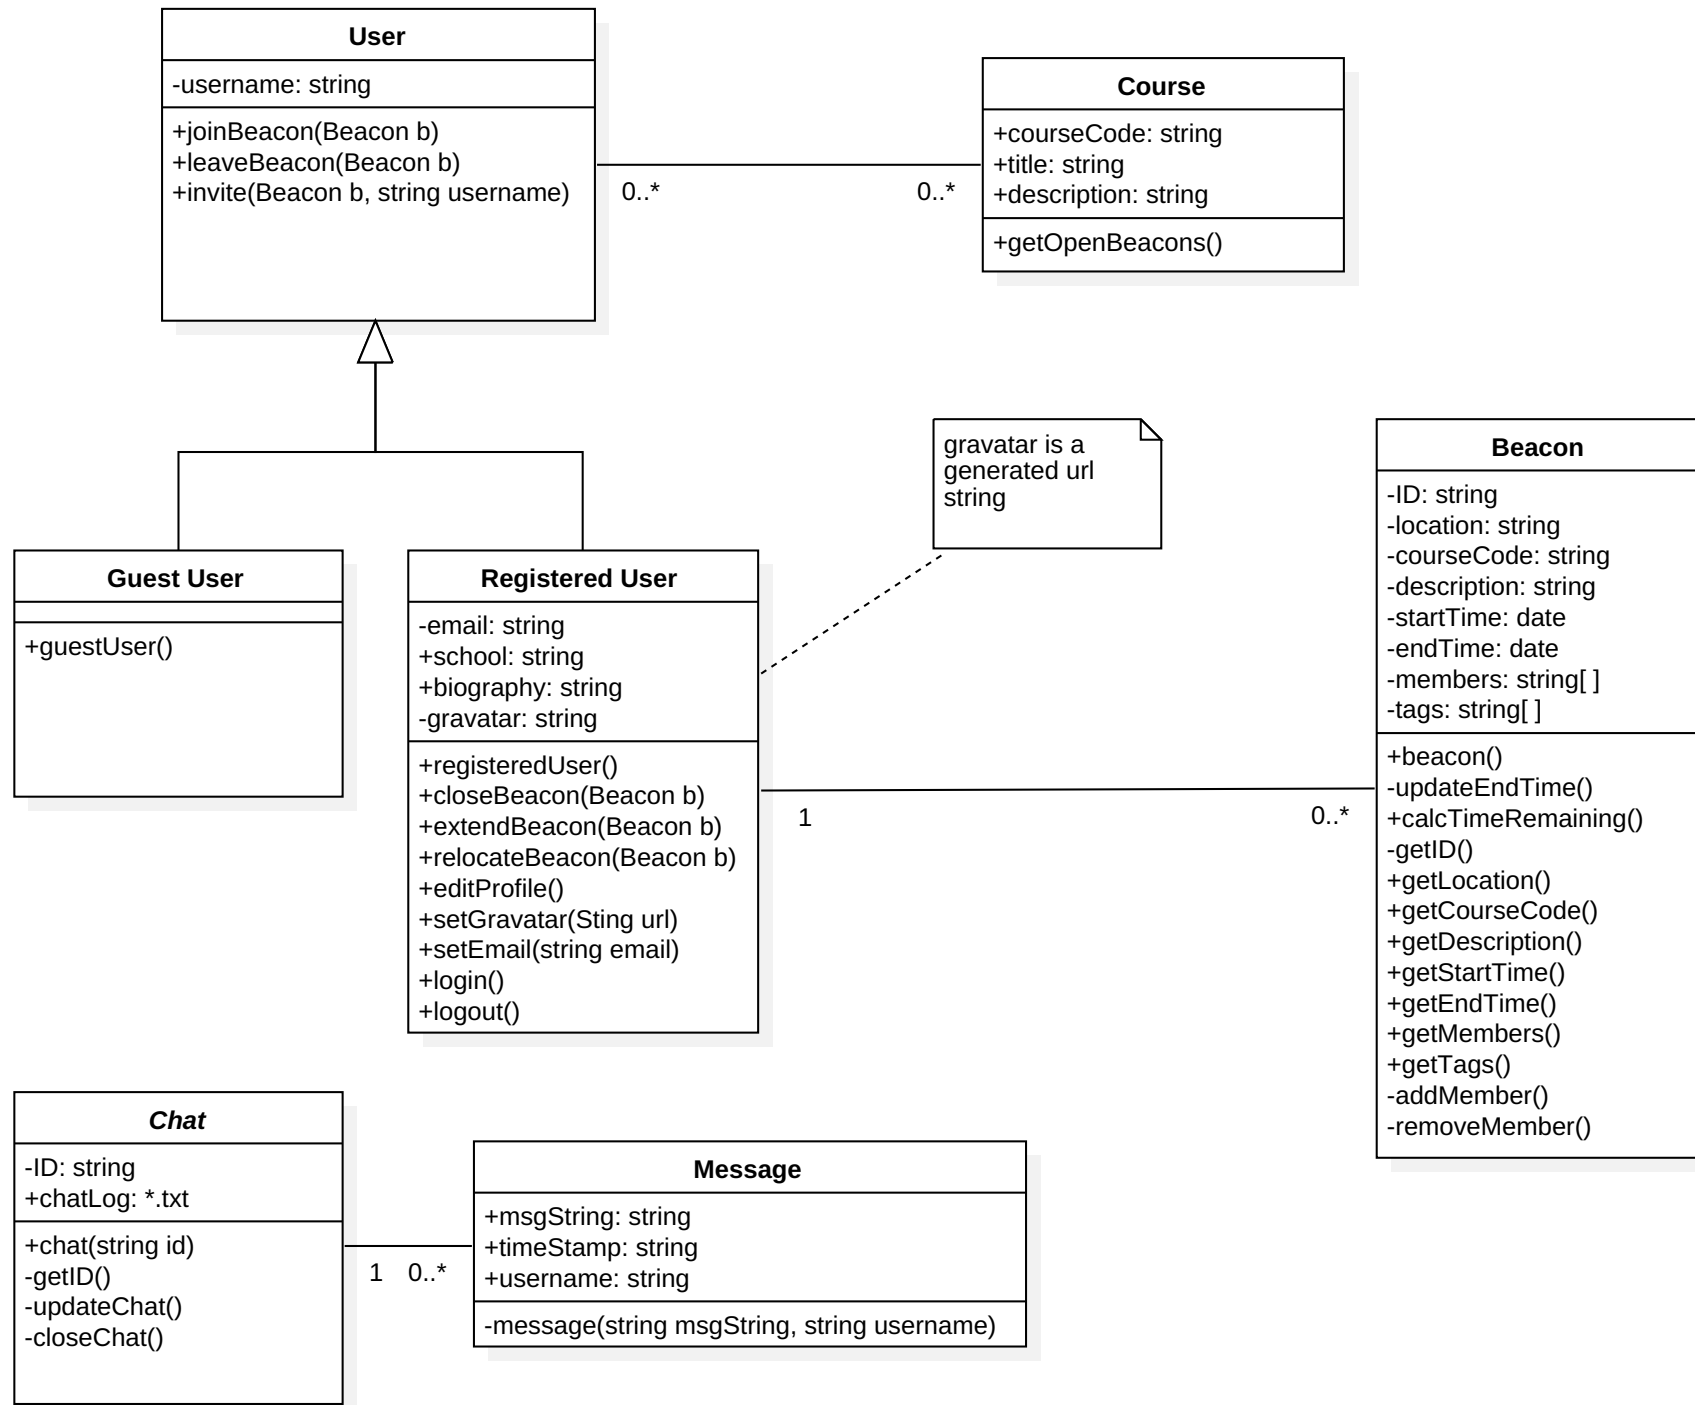 User
-username: string
+joinBeacon(Beacon b)
+leaveBeacon(Beacon b)
+invite(Beacon b, string username)
0..*
0..*
Course
+courseCode: string
+title: string
+description: string
+getOpenBeacons()
gravatar is a
generated url
string
Guest User
+guestUser()
Registered User
-email: string
+school: string
+biography: string
-gravatar: string
+registeredUser()
+closeBeacon(Beacon b)
+extendBeacon(Beacon b)
+relocateBeacon(Beacon b)
+editProfile()
+setGravatar(Sting url)
+setEmail(string email)
+login()
+logout()
1
0..*
Beacon
-ID: string
-location: string
-courseCode: string
-description: string
-startTime: date
-endTime: date
-members: string[ ]
-tags: string[ ]
+beacon()
-updateEndTime()
+calcTimeRemaining()
-getID()
+getLocation()
+getCourseCode()
+getDescription()
+getStartTime()
+getEndTime()
+getMembers()
+getTags()
-addMember()
-removeMember()
Chat
-ID: string
+chatLog: *.txt
+chat(string id)
-getID()
-updateChat()
-closeChat()
1
0..*
Message
+msgString: string
+timeStamp: string
+username: string
-message(string msgString, string username)